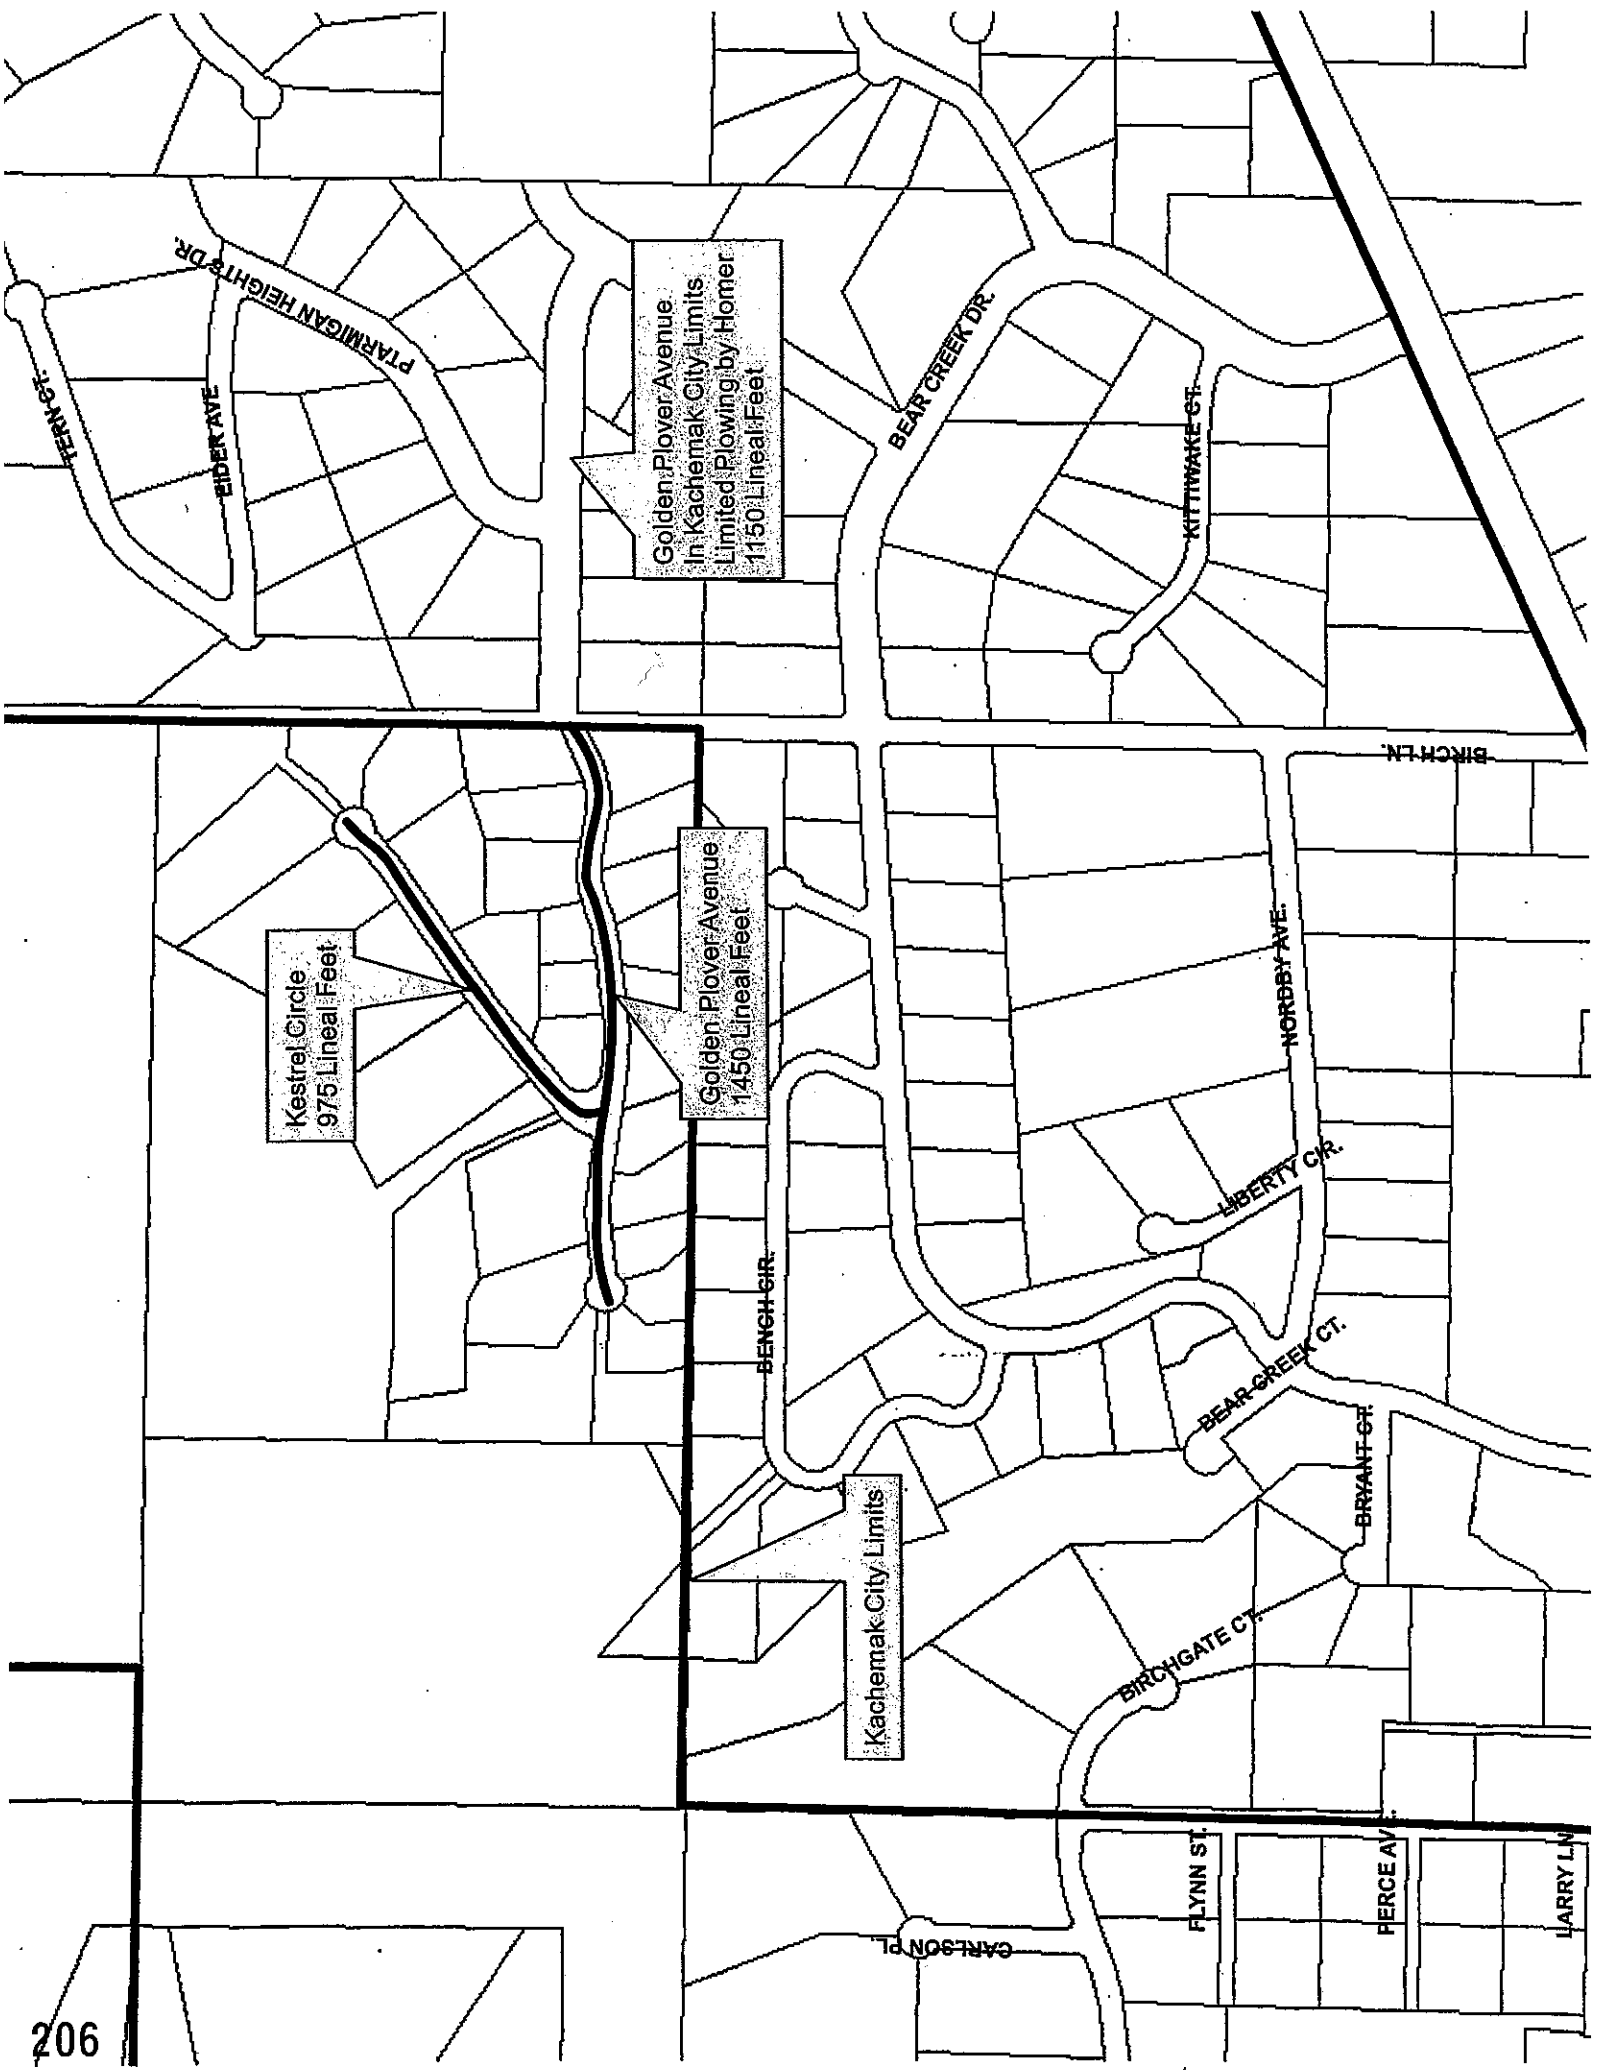 TERN CT.
EIDER AVE
PTARMIGAN HEIGHTS DR.
Golden Plover Avenue
In Kachemak City Limits
Limited Plowing by Homer
1150 Lineal Feet
BEAR CREEK DR.
KITTIWAKE CT.
BIRCH LN.
Kestrel Circle
975 Lineal Feet
Golden Plover Avenue
1450 Lineal Feet
NORDBY AVE.
LIBERTY CIR.
BENCH CIR.
BEAR CREEK CT.
BRYANT CT.
Kachemak City Limits
BIRCHGATE CT.
CARLSON PL.
FLYNN ST.
PERCE AVE.
LARRY LN
206